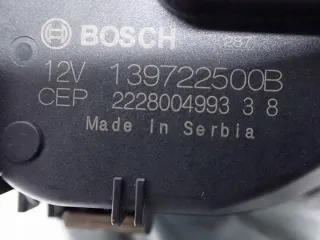 BOSCH
287
12V 139722500B
CEP 2228004993 3 8
Made in Serbia